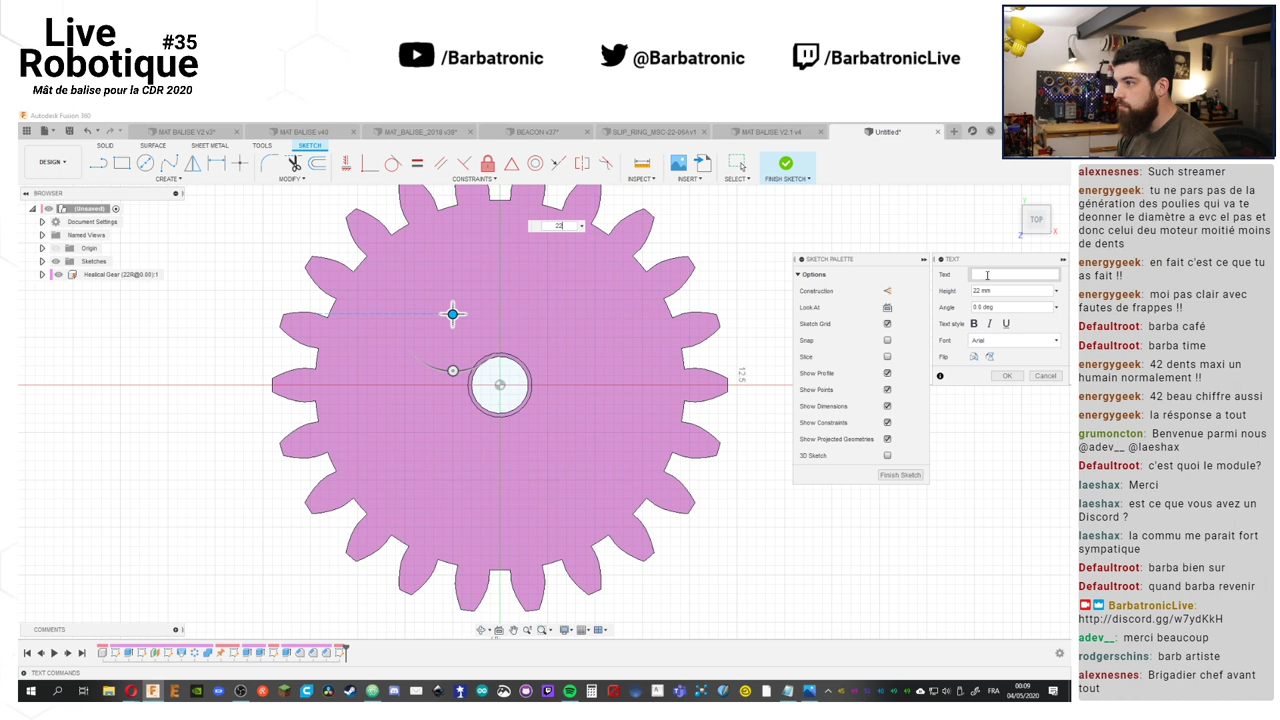 Live
Robotique
#35
Mât de balise pour la CDR 2020
/Barbatronic
@Barbatronic
/BarbatronicLive
Autodesk Fusion 360
MAT BALISE V2 v3*
MAT BALISE v40
MAT_BALISE_2018 v38*
BEACON v37*
SLIP_RING_MSC-22-06A v1
MAT BALISE V2.1 v4
Untitled*
SOLID
SURFACE
SHEET METAL
TOOLS
SKETCH
DESIGN
CREATE
MODIFY
CONSTRAINTS
INSPECT
INSERT
SELECT
FINISH SKETCH
BROWSER
(Unsaved)
Document Settings
Named Views
Origin
Sketches
Healical Gear (22R@0.00):1
22
12.5
TOP
Y
X
Z
SKETCH PALETTE
Options
Construction
Look At
Sketch Grid
Snap
Slice
Show Profile
Show Points
Show Dimensions
Show Constraints
Show Projected Geometries
3D Sketch
Finish Sketch
TEXT
Text
Height
22 mm
Angle
0.0 deg
Text style
B I U
Font
Arial
Flip
OK
Cancel
COMMENTS
TEXT COMMANDS
FRA
00:09
04/05/2020
alexnesnes: Such streamer
energygeek: tu ne pars pas de la
génération des poulies qui va te
deonner le diamètre a evc el pas et
donc celui deu moteur moitié moins
de dents
energygeek: en fait c'est ce que tu
as fait !!
energygeek: moi pas clair avec
fautes de frappes !!
Defaultroot: barba café
Defaultroot: barba time
energygeek: 42 dents maxi un
humain normalement !!
energygeek: 42 beau chiffre aussi
energygeek: la résponse a tout
grumoncton: Benvenue parmi nous
@adev__ @laeshax
Defaultroot: c'est quoi le module?
laeshax: Merci
laeshax: est ce que vous avez un
Discord ?
laeshax: la commu me parait fort
sympatique
Defaultroot: barba bien sur
Defaultroot: quand barba revenir
BarbatronicLive:
http://discord.gg/w7ydKkH
adev__: merci beaucoup
rodgerschins: barb artiste
alexnesnes: Brigadier chef avant
tout